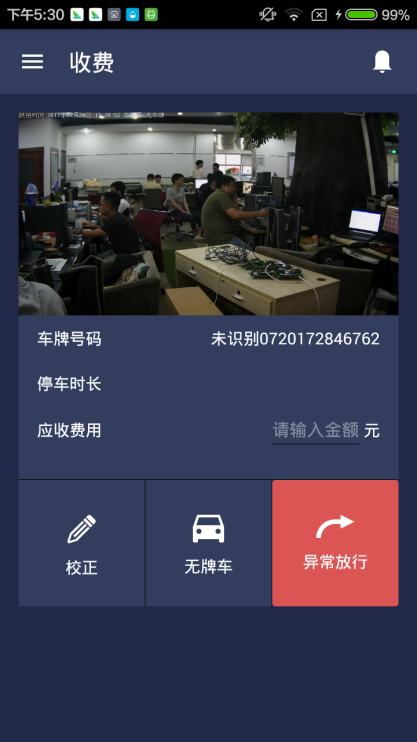 下午5:30
99%
收费
车牌号码 未识别0720172846762
停车时长
应收费用 请输入金额 元
校正 无牌车 异常放行